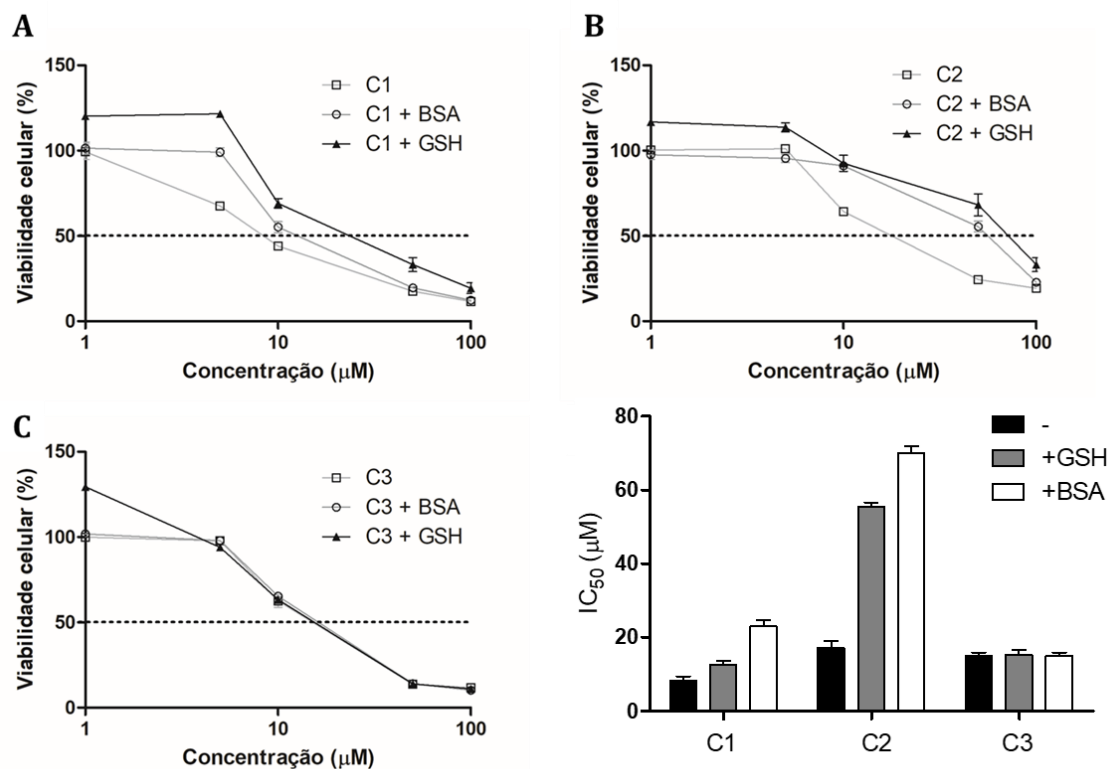 A
Viabilidade celular (%)
150
100
50
0
1
10
100
Concentração (μM)
C1
C1 + BSA
C1 + GSH
B
Viabilidade celular (%)
150
100
50
0
1
10
100
Concentração (μM)
C2
C2 + BSA
C2 + GSH
C
Viabilidade celular (%)
150
100
50
0
1
10
100
Concentração (μM)
C3
C3 + BSA
C3 + GSH
IC50 (μM)
80
60
40
20
0
C1
C2
C3
-
+GSH
+BSA